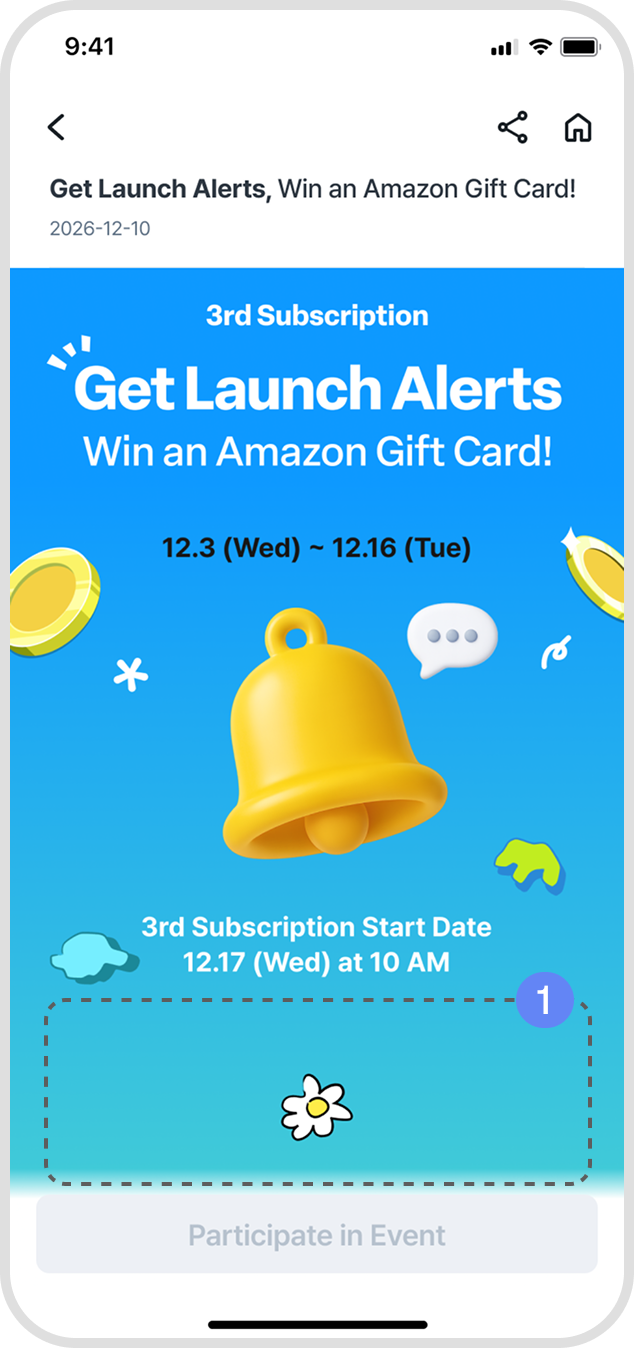 9:41
Get Launch Alerts, Win an Amazon Gift Card!
2026-12-10
3rd Subscription
Get Launch Alerts
Win an Amazon Gift Card!
12.3 (Wed) ~ 12.16 (Tue)
3rd Subscription Start Date
12.17 (Wed) at 10 AM
1
Participate in Event